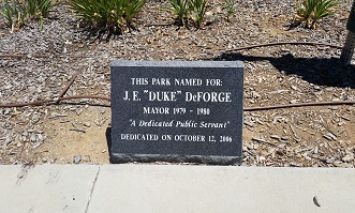 THIS PARK NAMED FOR:
J. E. "DUKE" DeFORGE
MAYOR 1979 - 1980
"A Dedicated Public Servant"
DEDICATED ON OCTOBER 12, 2006